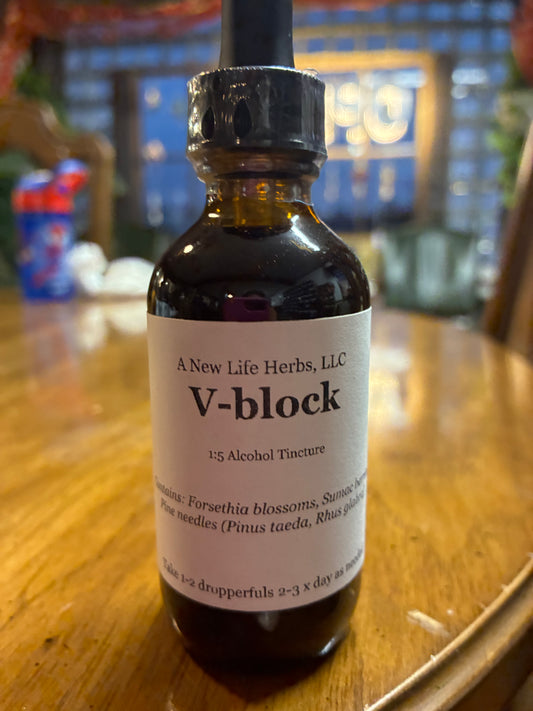 A New Life Herbs, LLC
V-block
1:5 Alcohol Tincture
Contains: Forsethia blossoms, Sumac
Pine needles (Pinus taeda, Rhus
Take 1-2 dropperfuls 2-3 x day as